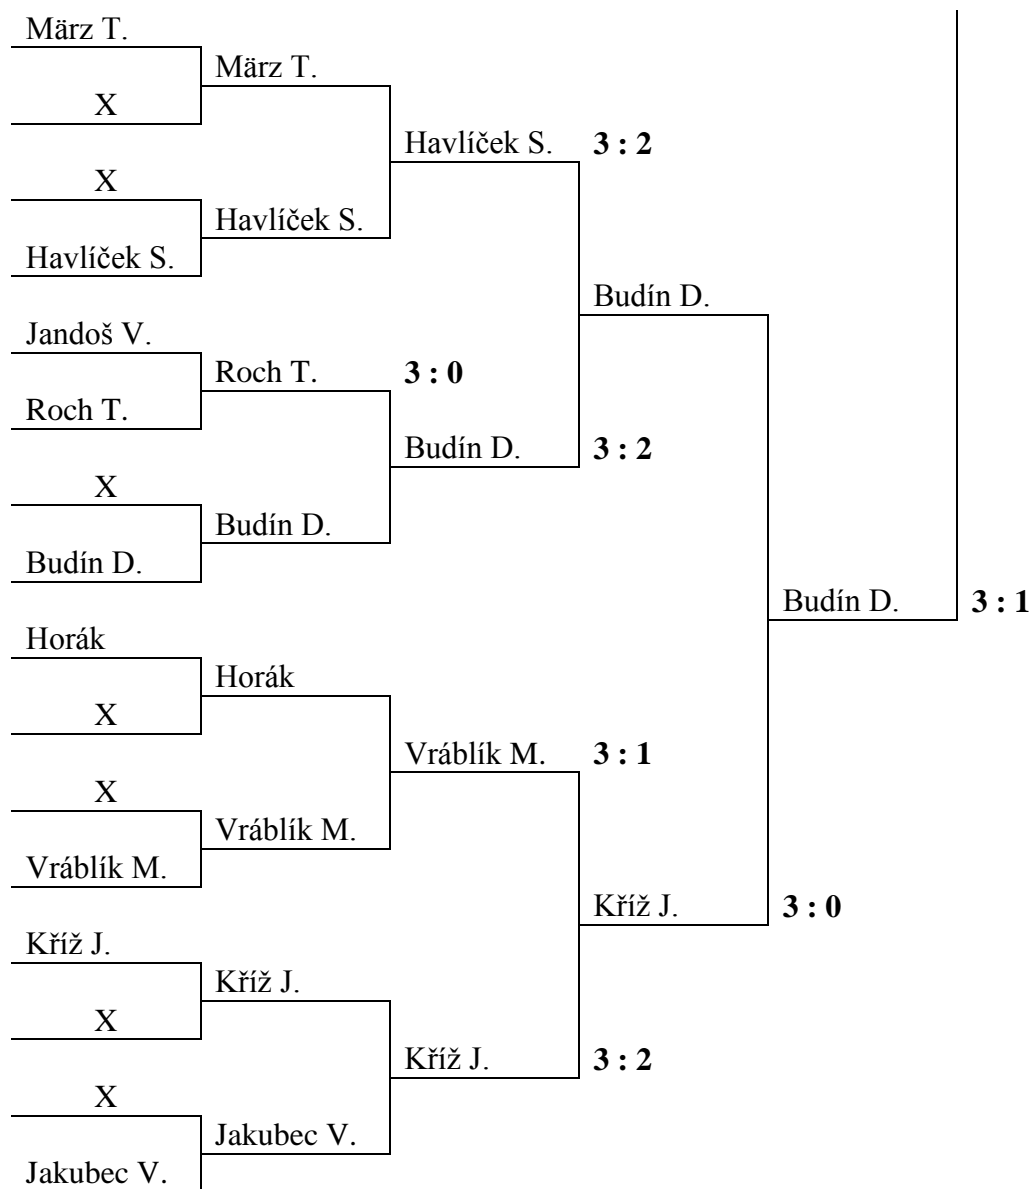 März T.
März T.
X
Havlíček S. 3 : 2
X
Havlíček S.
Havlíček S.
Budín D.
Jandoš V.
Roch T. 3 : 0
Roch T.
Budín D. 3 : 2
X
Budín D.
Budín D.
Budín D. 3 : 1
Horák
Horák
X
Vráblík M. 3 : 1
X
Vráblík M.
Vráblík M.
Kříž J. 3 : 0
Kříž J.
Kříž J.
X
Kříž J. 3 : 2
X
Jakubec V.
Jakubec V.